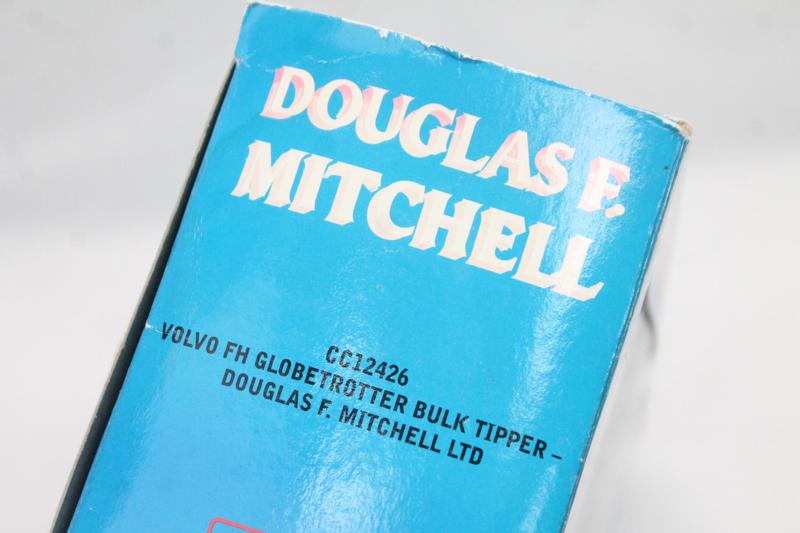 DOUGLAS F.
MITCHELL
CC12426
VOLVO FH GLOBETROTTER BULK TIPPER –
DOUGLAS F. MITCHELL LTD